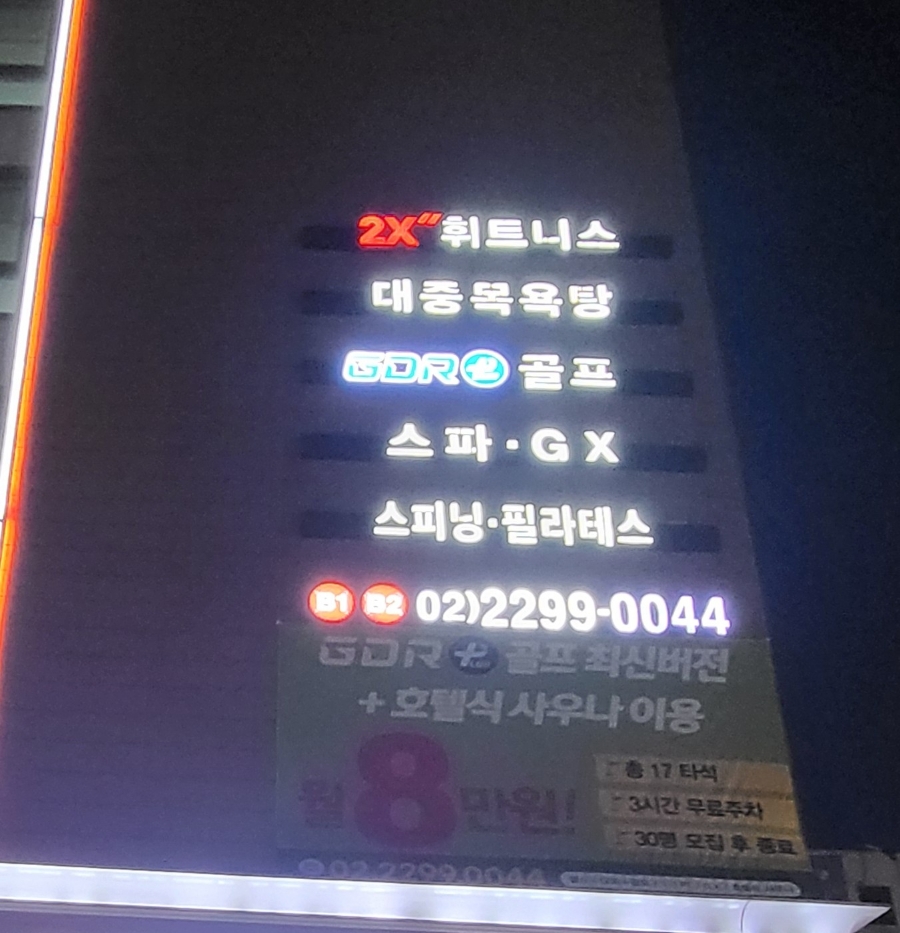 2X" 휘트니스
대중목욕탕
GDR+ 골프
스파·GX
스피닝·필라테스
B1 B2 02)2299-0044
GDR+ 골프 최신버전
+ 호텔식 사우나 이용
월 8 만원!
총 17 타석
3시간 무료주차
30명 모집 후 종료
02.2299.0044